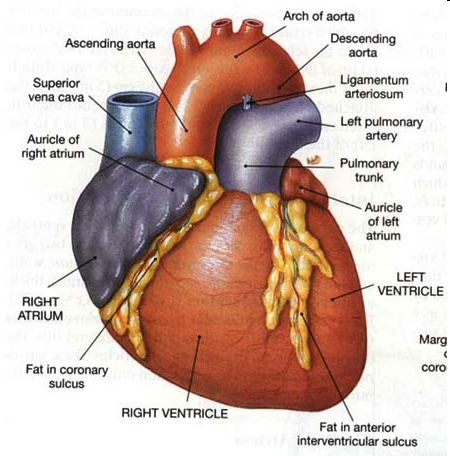 Arch of aorta
Ascending aorta
Descending
aorta
Superior
vena cava
Ligamentum
arteriosum
Auricle of
right atrium
Left pulmonary
artery
Pulmonary
trunk
Auricle
of left
atrium
LEFT
VENTRICLE
RIGHT
ATRIUM
Marg
coro
Fat in coronary
sulcus
RIGHT VENTRICLE
Fat in anterior
interventricular sulcus